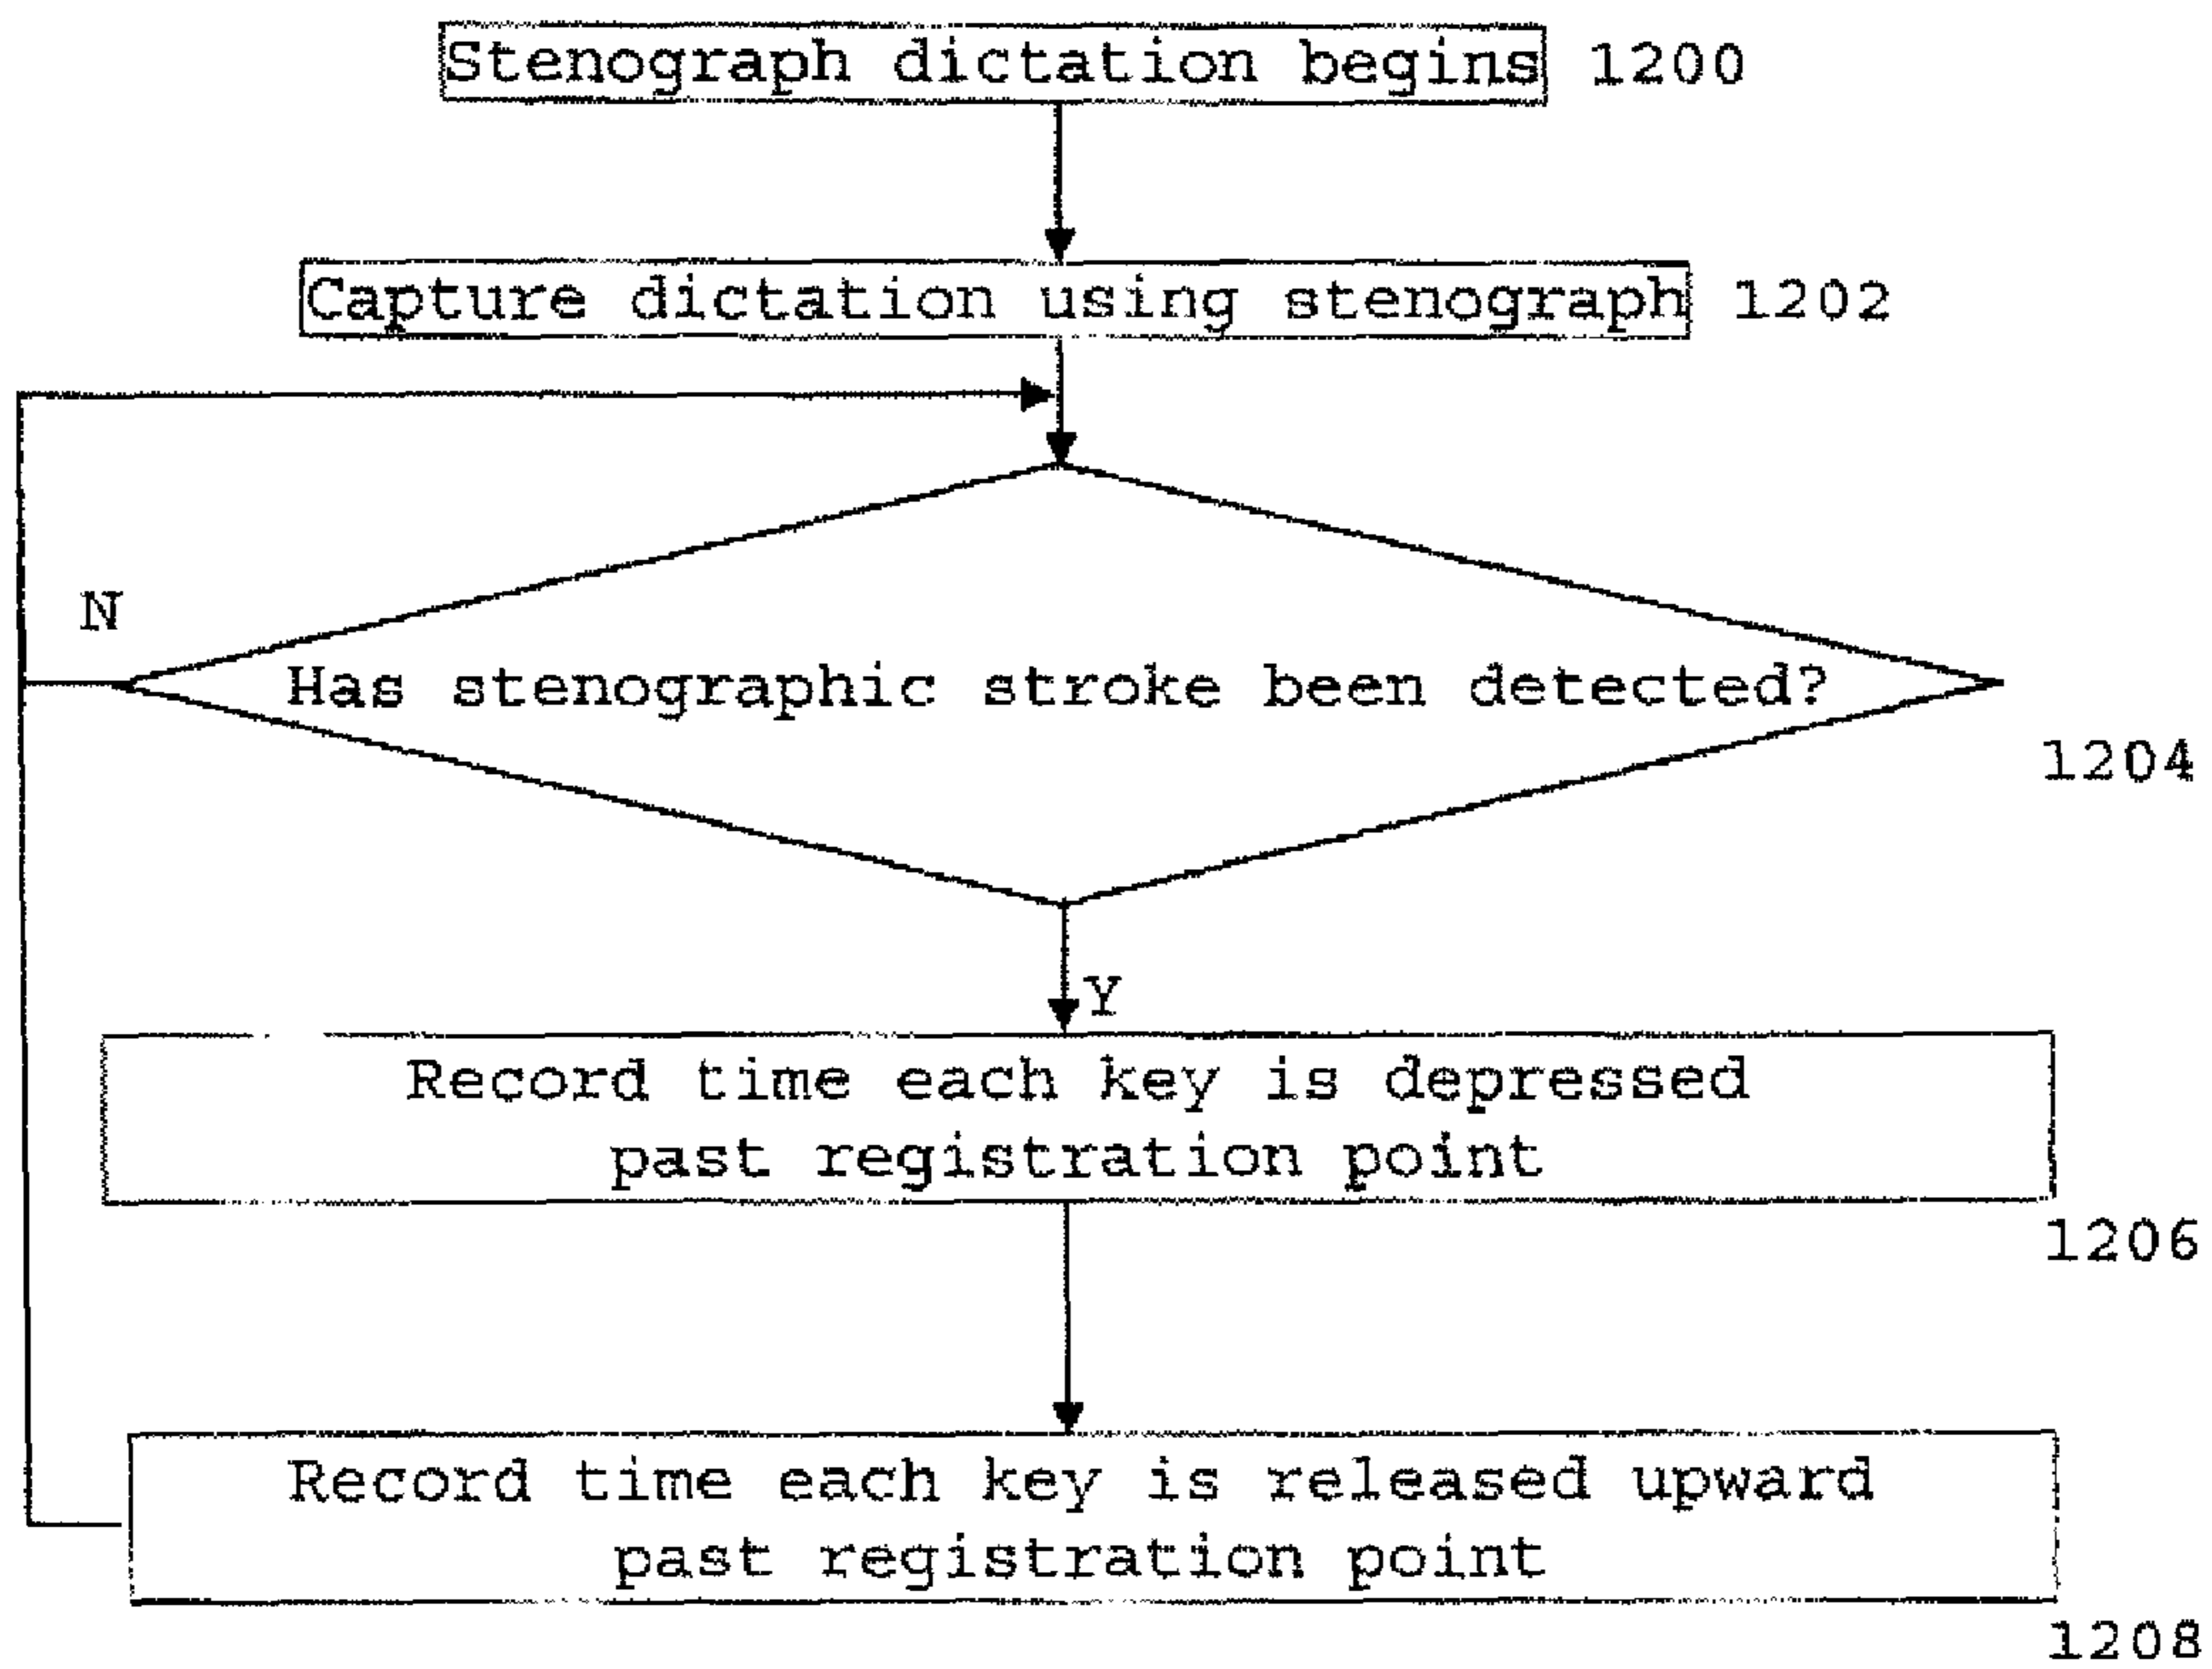 Stenograph dictation begins 1200
Capture dictation using stenograph 1202
N
Has stenographic stroke been detected?
1204
Y
Record time each key is depressed
past registration point
1206
Record time each key is released upward
past registration point
1208